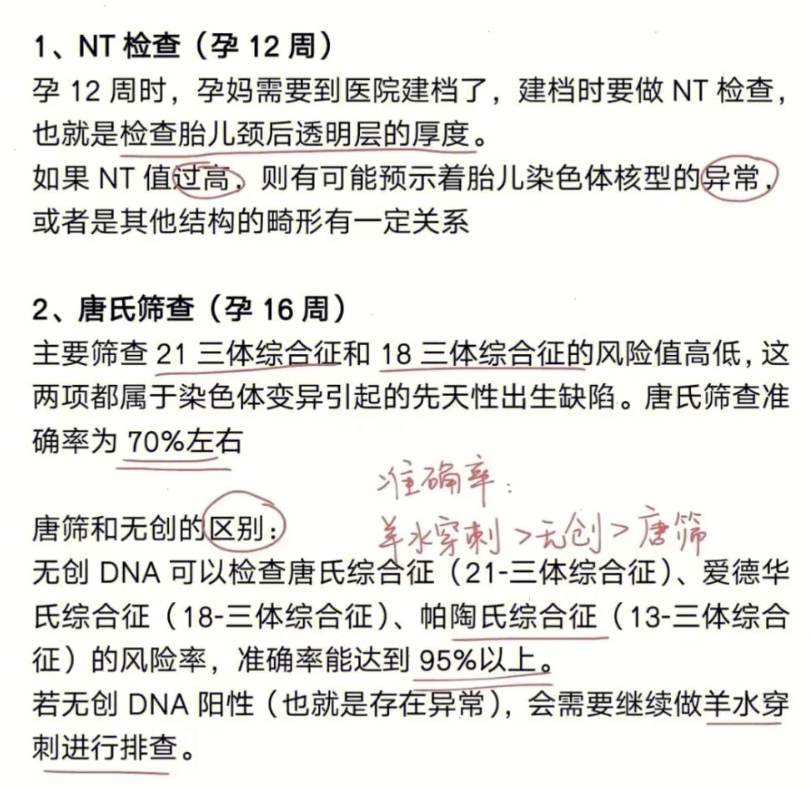 1、NT 检查（孕 12 周）
孕 12 周时，孕妈需要到医院建档了，建档时要做 NT 检查，
也就是检查胎儿颈后透明层的厚度。
如果 NT 值过高，则有可能预示着胎儿染色体核型的异常，
或者是其他结构的畸形有一定关系
2、唐氏筛查（孕 16 周）
主要筛查 21 三体综合征和 18 三体综合征的风险值高低，这
两项都属于染色体变异引起的先天性出生缺陷。唐氏筛查准
确率为 70%左右
准确率：
羊水穿刺＞无创＞唐筛
唐筛和无创的区别：
无创 DNA 可以检查唐氏综合征（21-三体综合征）、爱德华
氏综合征（18-三体综合征）、帕陶氏综合征（13-三体综合
征）的风险率，准确率能达到 95%以上。
若无创 DNA 阳性（也就是存在异常），会需要继续做羊水穿
刺进行排查。